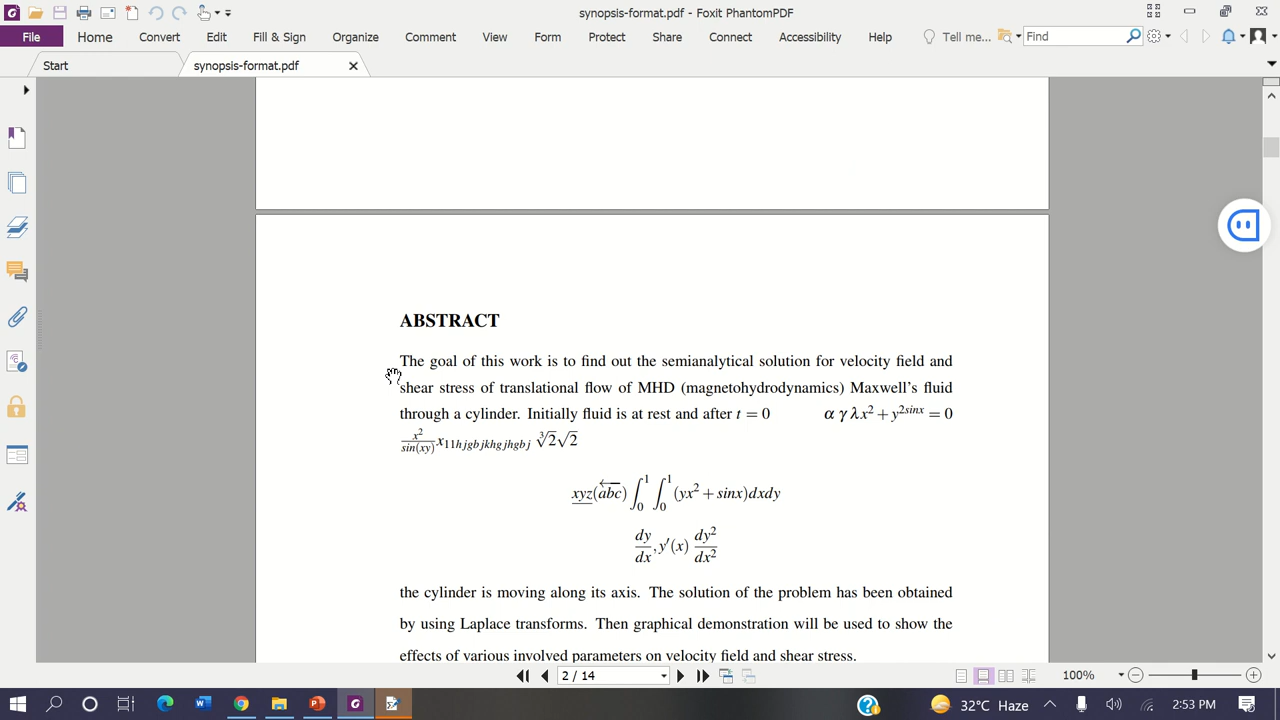 synopsis-format.pdf - Foxit PhantomPDF
File Home Convert Fill & Sign Edit Organize Comment View Form Protect Share Connect Accessibility Help Tell me... Find
Start synopsis-format.pdf
ABSTRACT
The goal of this work is to find out the semianalytical solution for velocity field and
shear stress of translational flow of MHD (magnetohydrodynamics) Maxwell's fluid
through a cylinder. Initially fluid is at rest and after t = 0 α γ λx² + y^{2sinx} = 0
\frac{x²}{sin(xy)} x_{11hjgbjkhgjhgbj} ∛2√2
xyz(abc) ∫₀¹ ∫₀¹ (yx² + sinx)dxdy
\frac{dy}{dx}, y′(x) \frac{dy²}{dx²}
the cylinder is moving along its axis. The solution of the problem has been obtained
by using Laplace transforms. Then graphical demonstration will be used to show the
effects of various involved parameters on velocity field and shear stress.
2 / 14 100%
32°C Haze 2:53 PM